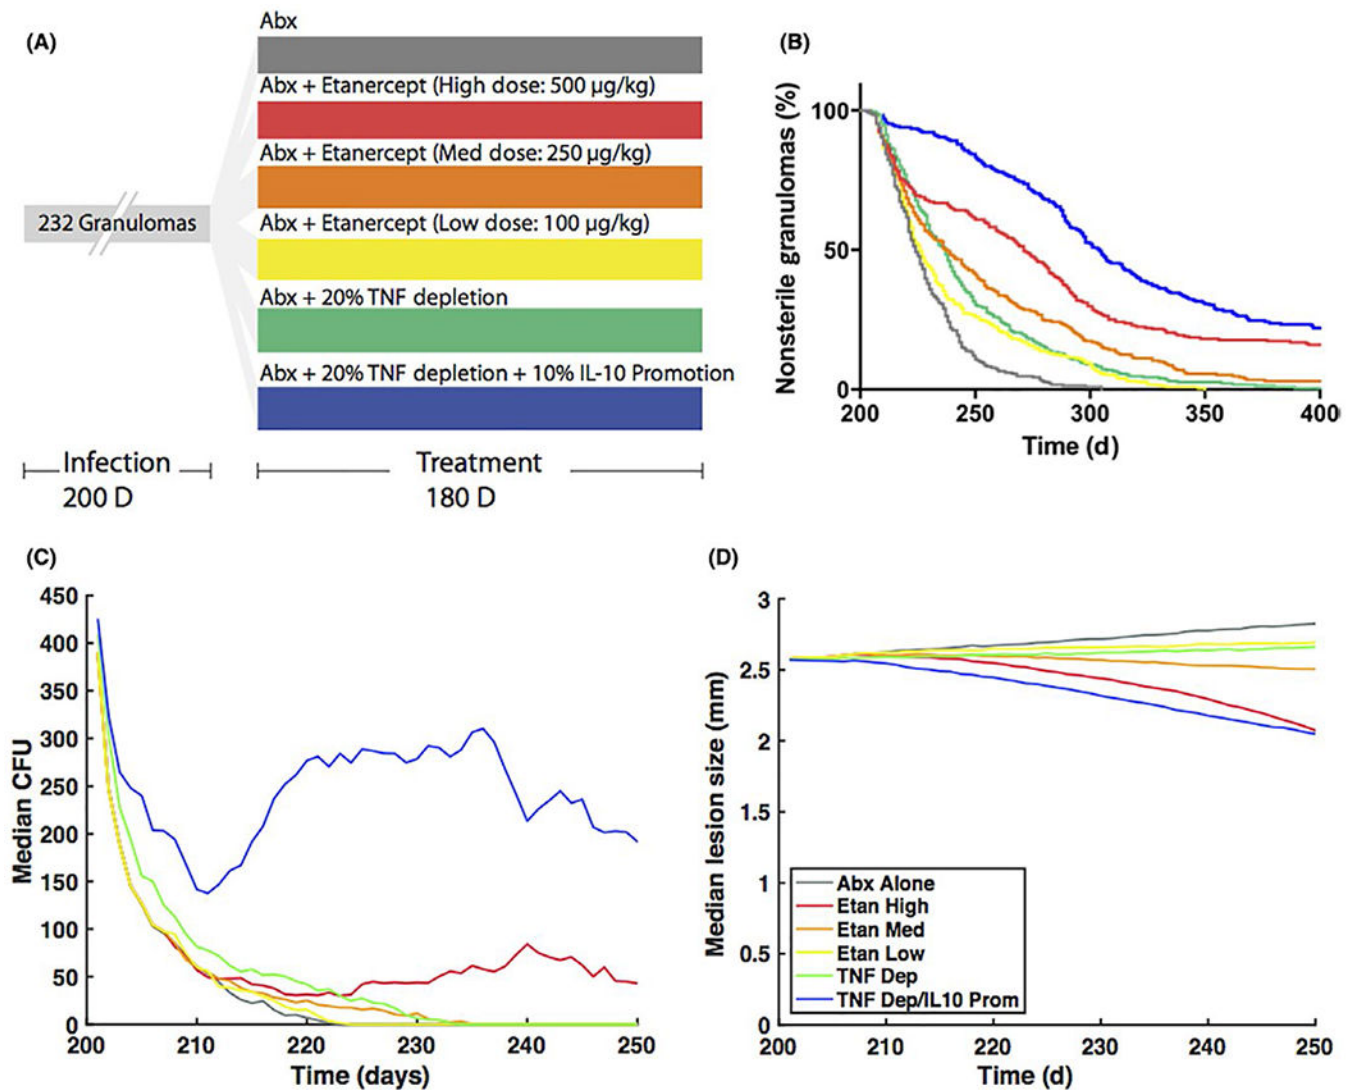 (A)
Abx
Abx + Etanercept (High dose: 500 µg/kg)
Abx + Etanercept (Med dose: 250 µg/kg)
232 Granulomas
Abx + Etanercept (Low dose: 100 µg/kg)
Abx + 20% TNF depletion
Abx + 20% TNF depletion + 10% IL-10 Promotion
Infection
200 D
Treatment
180 D
(B)
Nonsterile granulomas (%)
100
50
0
200 250 300 350 400
Time (d)
(C)
Median CFU
450
400
350
300
250
200
150
100
50
0
200 210 220 230 240 250
Time (days)
(D)
Median lesion size (mm)
3
2.5
2
1.5
1
0.5
0
Abx Alone
Etan High
Etan Med
Etan Low
TNF Dep
TNF Dep/IL10 Prom
200 210 220 230 240 250
Time (d)